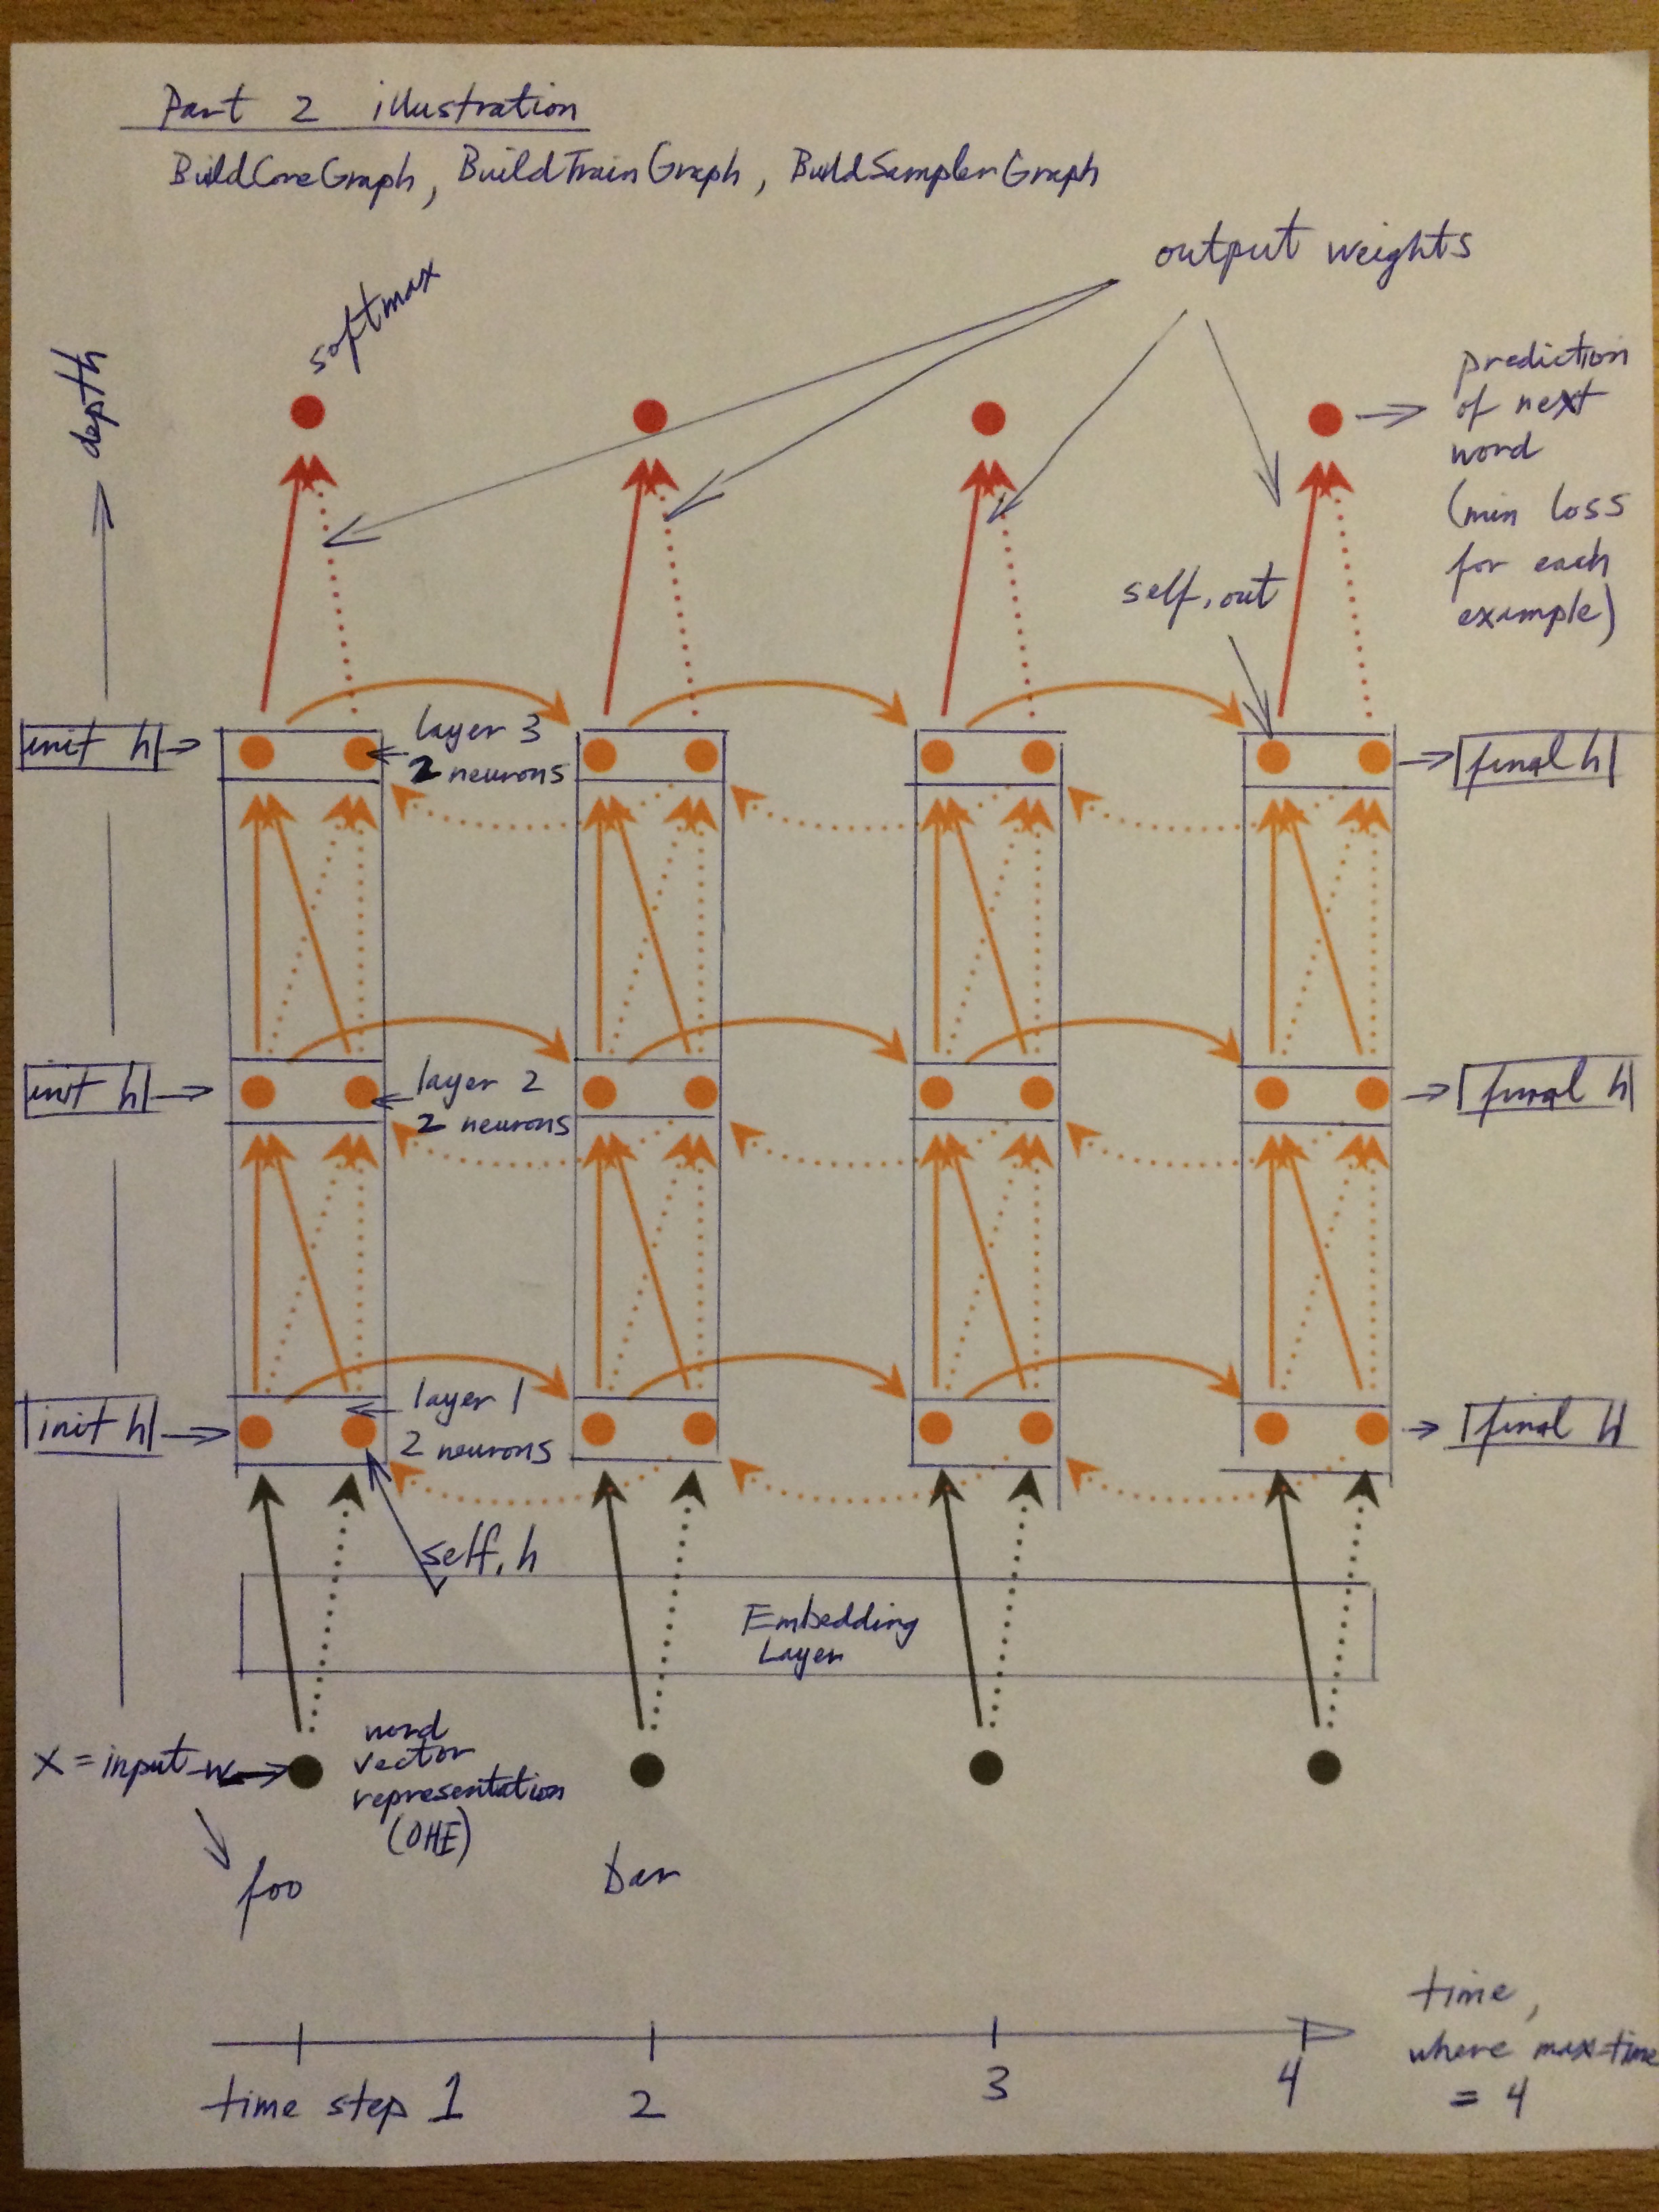 Part 2 illustration
BuildCoreGraph, BuildTrainGraph, BuildSamplerGraph
output weights
softmax
depth
prediction
of next
word
(min loss
for each
example)
self.out
init h
layer 3
2 neurons
final h
init h
layer 2
2 neurons
final h
init h
layer 1
2 neurons
final h
self.h
Embedding
Layer
x = input_w
word
vector
representation
(OHE)
foo
bar
time,
where max-time
= 4
time step 1
2
3
4